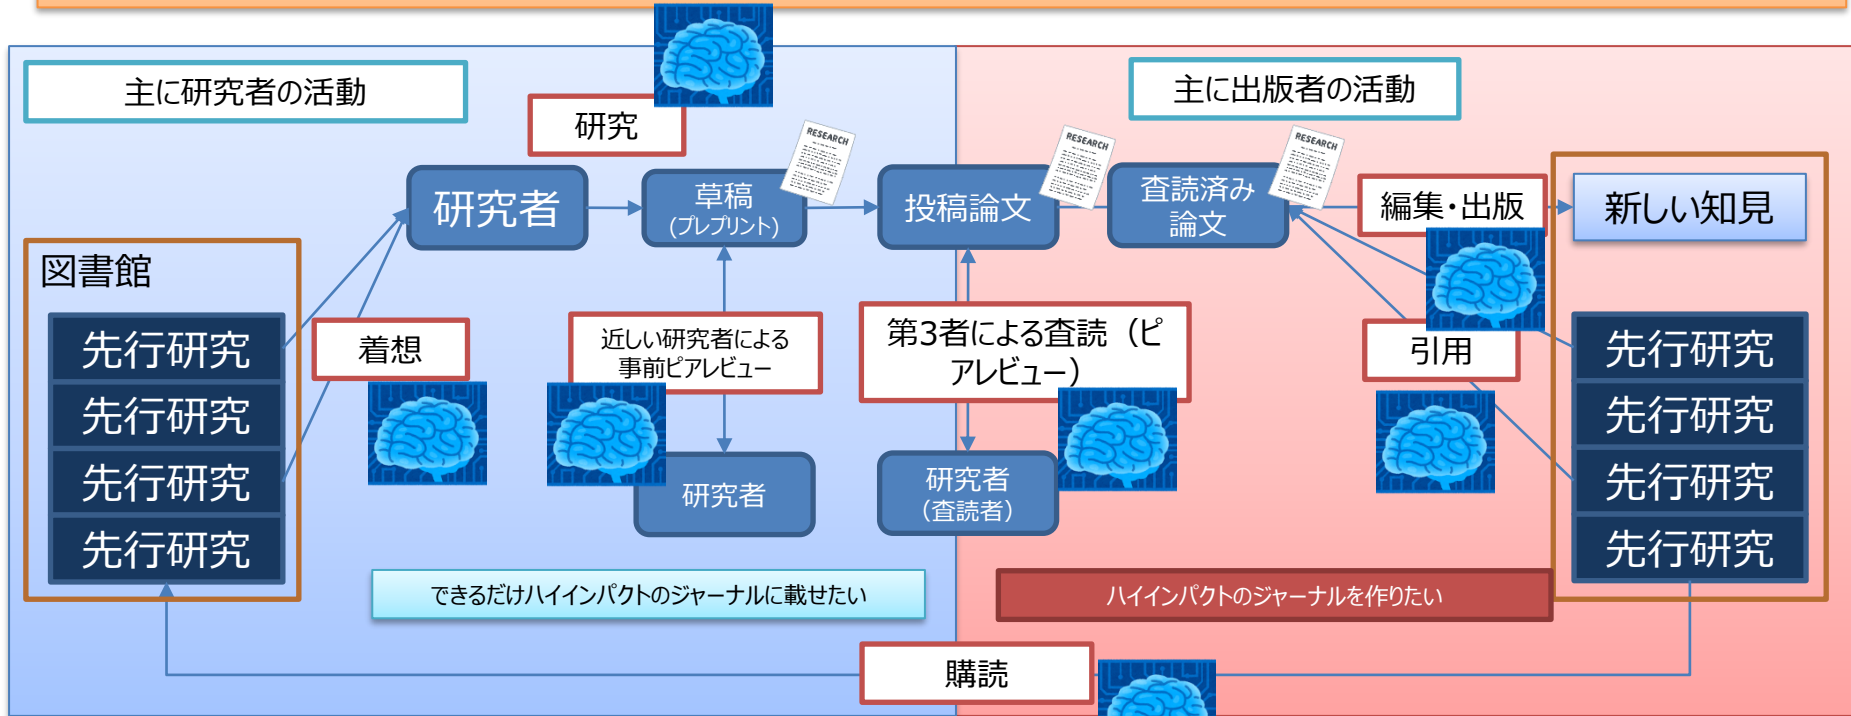 主に研究者の活動
主に出版者の活動
研究
RESEARCH
RESEARCH
RESEARCH
研究者
草稿
(プレプリント)
投稿論文
査読済み
論文
編集・出版
新しい知見
図書館
先行研究
先行研究
先行研究
先行研究
着想
近しい研究者による
事前ピアレビュー
第3者による査読（ピ
アレビュー）
引用
先行研究
先行研究
先行研究
先行研究
研究者
研究者
（査読者）
できるだけハイインパクトのジャーナルに載せたい
ハイインパクトのジャーナルを作りたい
購読